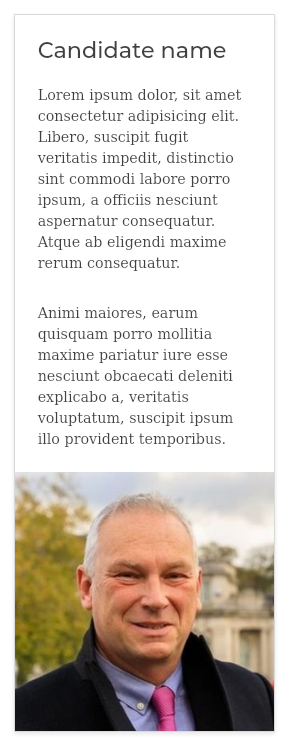 Candidate name
Lorem ipsum dolor, sit amet
consectetur adipisicing elit.
Libero, suscipit fugit
veritatis impedit, distinctio
sint commodi labore porro
ipsum, a officiis nesciunt
aspernatur consequatur.
Atque ab eligendi maxime
rerum consequatur.
Animi maiores, earum
quisquam porro mollitia
maxime pariatur iure esse
nesciunt obcaecati deleniti
explicabo a, veritatis
voluptatum, suscipit ipsum
illo provident temporibus.